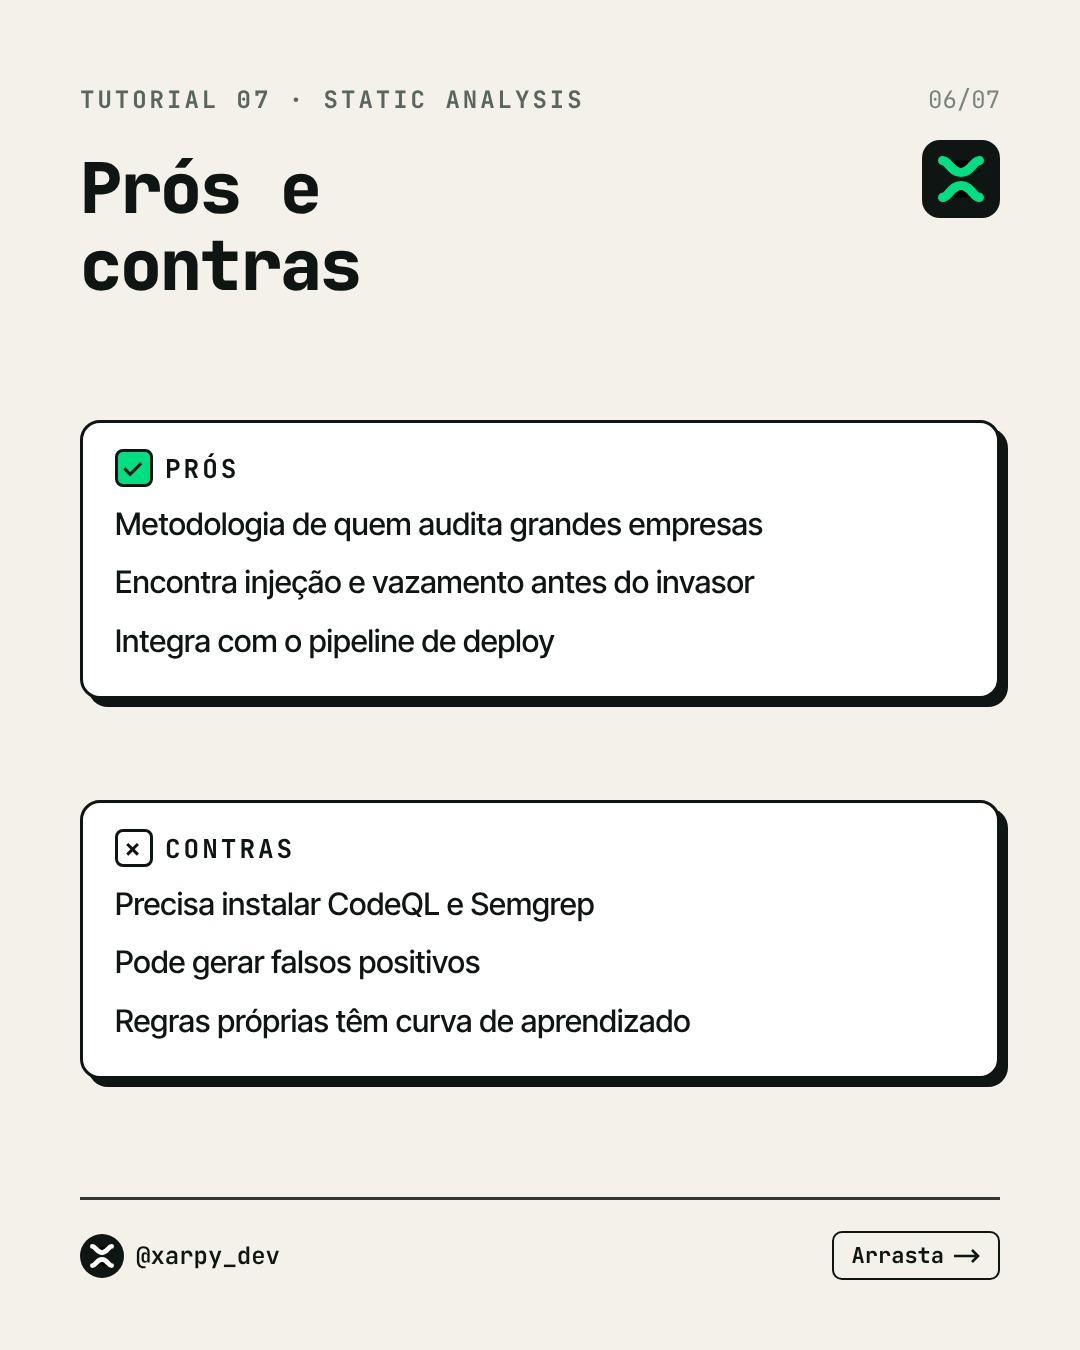 TUTORIAL 07 · STATIC ANALYSIS
06/07
Prós e
contras
PRÓS
Metodologia de quem audita grandes empresas
Encontra injeção e vazamento antes do invasor
Integra com o pipeline de deploy
CONTRAS
Precisa instalar CodeQL e Semgrep
Pode gerar falsos positivos
Regras próprias têm curva de aprendizado
@xarpy_dev
Arrasta →